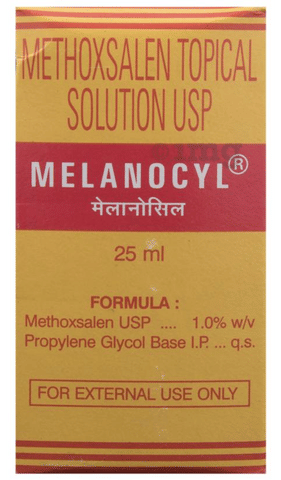 METHOXSALEN TOPICAL
SOLUTION USP
MELANOCYL®
मेलानोसिल
25 ml
FORMULA :
Methoxsalen USP .... 1.0% w/v
Propylene Glycol Base I.P. ... q.s.
FOR EXTERNAL USE ONLY